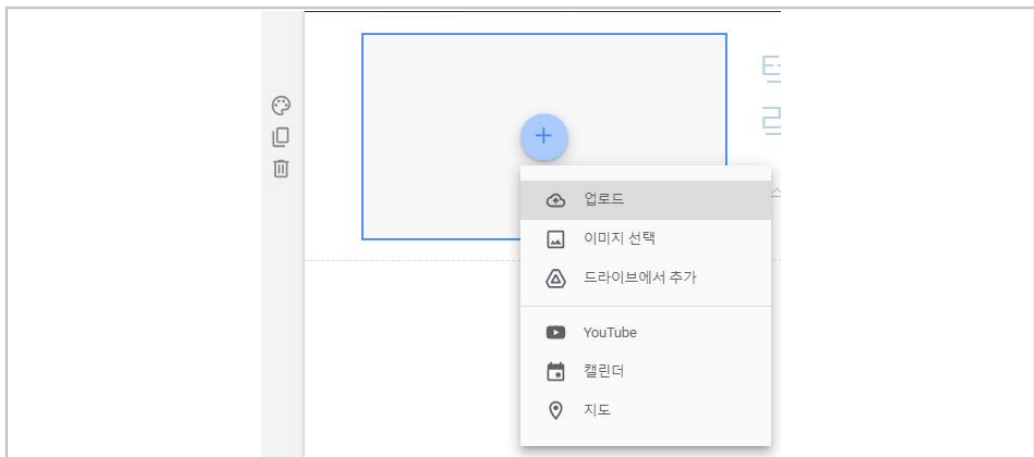 업로드
이미지 선택
드라이브에서 추가
YouTube
캘린더
지도